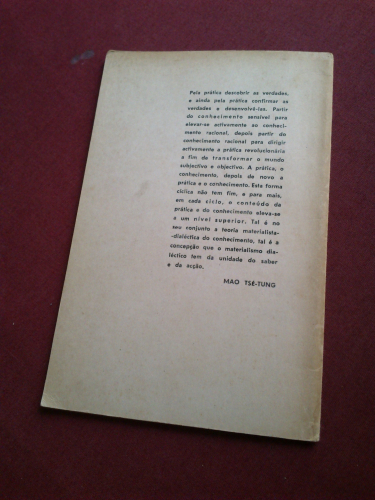 Pela prática descobrir as verdades,
e ainda pela prática confirmar as
verdades e desenvolvê-las. Partir
do conhecimento sensível para
elevar-se activamente ao conheci-
mento racional, depois partir do
conhecimento racional para dirigir
activamente a prática revolucionária
a fim de transformar o mundo
subjectivo e objectivo. A prática, o
conhecimento, depois de novo a
prática e o conhecimento. Esta forma
cíclica não tem fim, e para mais,
em cada ciclo, o conteúdo da
prática e do conhecimento eleva-se
a um nível superior. Tal é no
seu conjunto a teoria materialista-
-dialéctica do conhecimento, tal é a
concepção que o materialismo dia-
léctico tem da unidade do saber
e da acção.
MAO TSÉ-TUNG